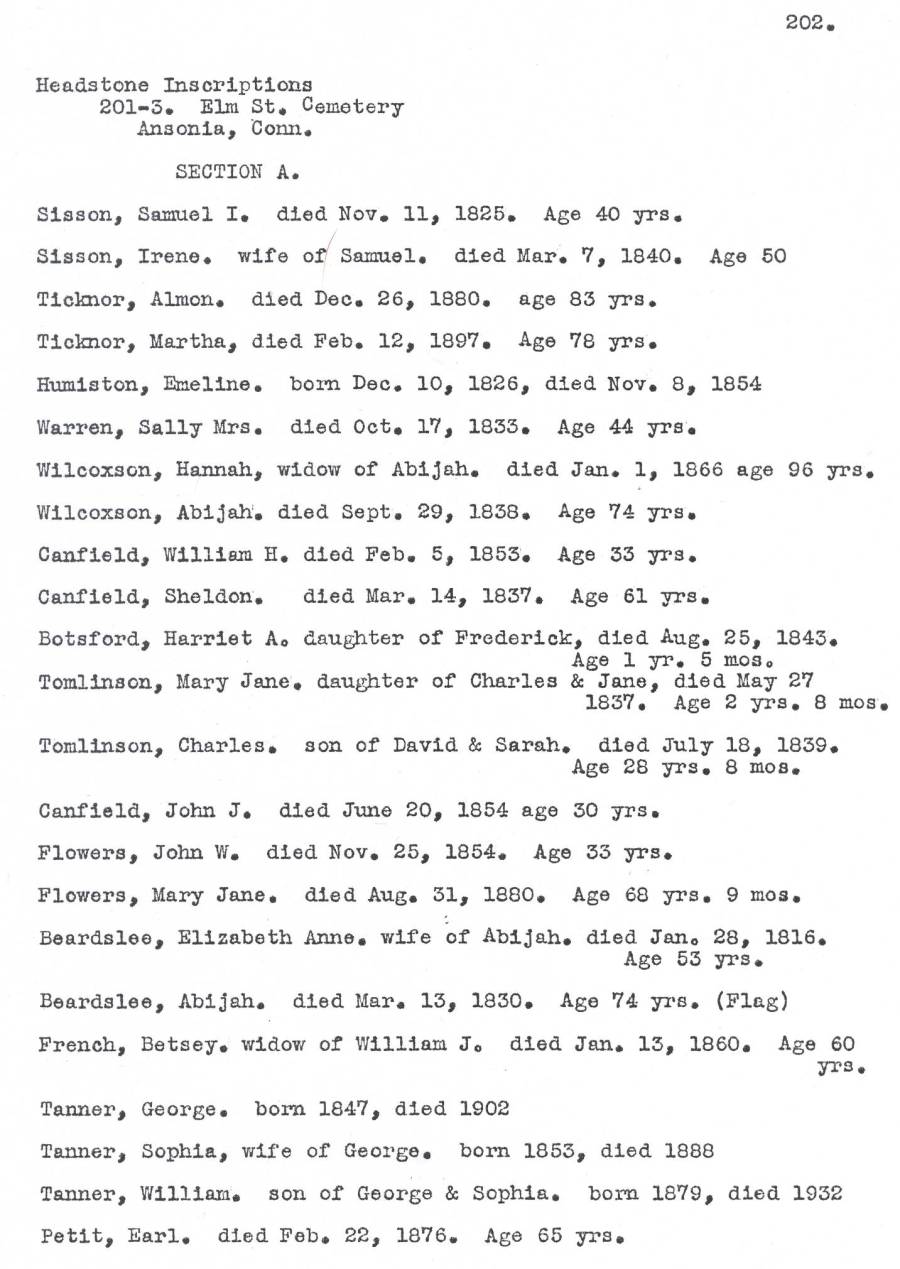 202.
Headstone Inscriptions
201-3. Elm St. Cemetery
Ansonia, Conn.
SECTION A.
Sisson, Samuel I. died Nov. 11, 1825. Age 40 yrs.
Sisson, Irene. wife of Samuel. died Mar. 7, 1840. Age 50
Ticknor, Almon. died Dec. 26, 1880. age 83 yrs.
Ticknor, Martha, died Feb. 12, 1897. Age 78 yrs.
Humiston, Emeline. born Dec. 10, 1826, died Nov. 8, 1854
Warren, Sally Mrs. died Oct. 17, 1833. Age 44 yrs.
Wilcoxson, Hannah, widow of Abijah. died Jan. 1, 1866 age 96 yrs.
Wilcoxson, Abijah. died Sept. 29, 1838. Age 74 yrs.
Canfield, William H. died Feb. 5, 1853. Age 33 yrs.
Canfield, Sheldon. died Mar. 14, 1837. Age 61 yrs.
Botsford, Harriet A. daughter of Frederick, died Aug. 25, 1843.
Age 1 yr. 5 mos.
Tomlinson, Mary Jane. daughter of Charles & Jane, died May 27
1837. Age 2 yrs. 8 mos.
Tomlinson, Charles. son of David & Sarah. died July 18, 1839.
Age 28 yrs. 8 mos.
Canfield, John J. died June 20, 1854 age 30 yrs.
Flowers, John W. died Nov. 25, 1854. Age 33 yrs.
Flowers, Mary Jane. died Aug. 31, 1880. Age 68 yrs. 9 mos.
Beardslee, Elizabeth Anne. wife of Abijah. died Jan. 28, 1816.
Age 53 yrs.
Beardslee, Abijah. died Mar. 13, 1830. Age 74 yrs. (Flag)
French, Betsey. widow of William J. died Jan. 13, 1860. Age 60
yrs.
Tanner, George. born 1847, died 1902
Tanner, Sophia, wife of George. born 1853, died 1888
Tanner, William. son of George & Sophia. born 1879, died 1932
Petit, Earl. died Feb. 22, 1876. Age 65 yrs.